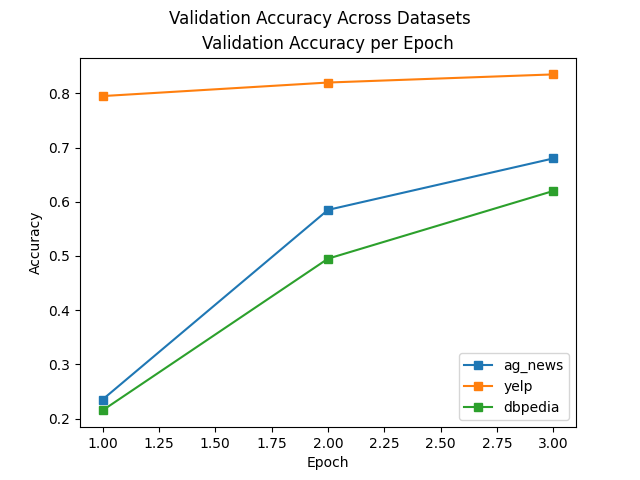 Validation Accuracy Across Datasets
Validation Accuracy per Epoch
Accuracy
0.8
0.7
0.6
0.5
0.4
0.3
0.2
ag_news
yelp
dbpedia
1.00 1.25 1.50 1.75 2.00 2.25 2.50 2.75 3.00
Epoch